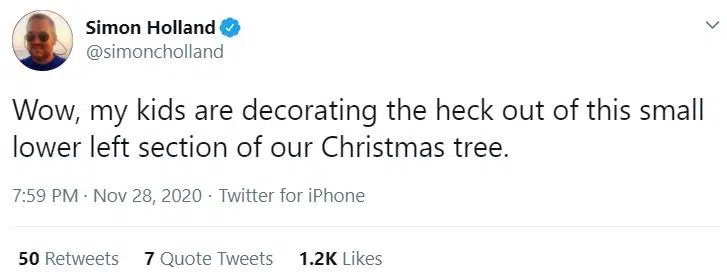 Simon Holland
@simoncholland
Wow, my kids are decorating the heck out of this small
lower left section of our Christmas tree.
7:59 PM · Nov 28, 2020 · Twitter for iPhone
50 Retweets 7 Quote Tweets 1.2K Likes